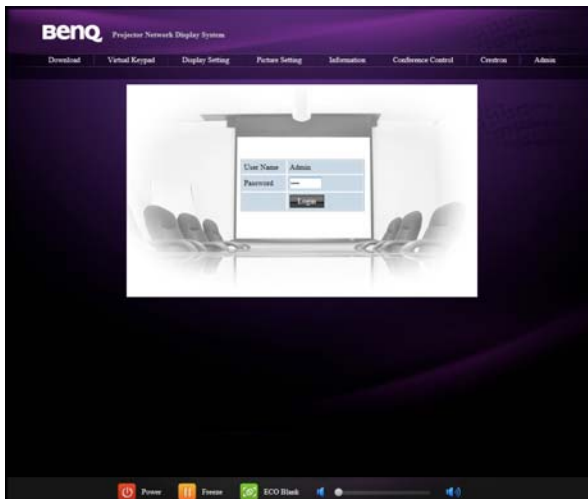 BenQ Projector Network Display System
Download Virtual Keypad Display Setting Picture Setting Information Conference Control Crestron Admin
User Name Admin
Password
Login
Power Freeze ECO Blank